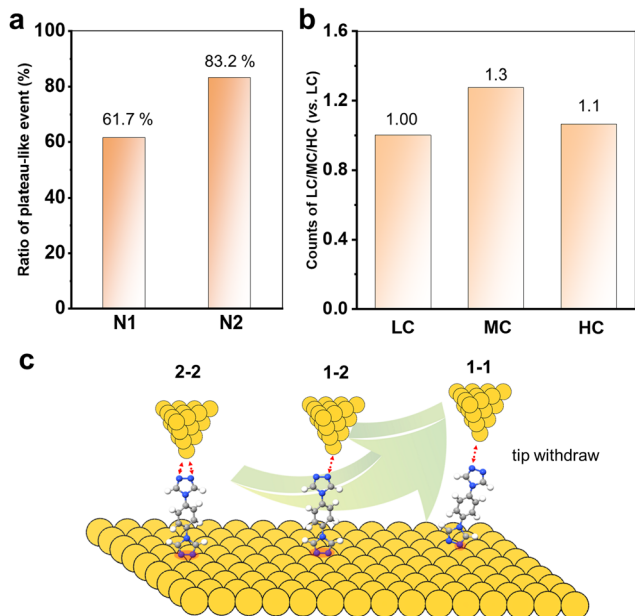 a
Ratio of plateau-like event (%)
100
80
60
40
20
0
61.7 %
83.2 %
N1
N2
b
Counts of LC/MC/HC (vs. LC)
1.6
1.2
0.8
0.4
0.0
1.00
1.3
1.1
LC
MC
HC
c
2-2
1-2
1-1
tip withdraw